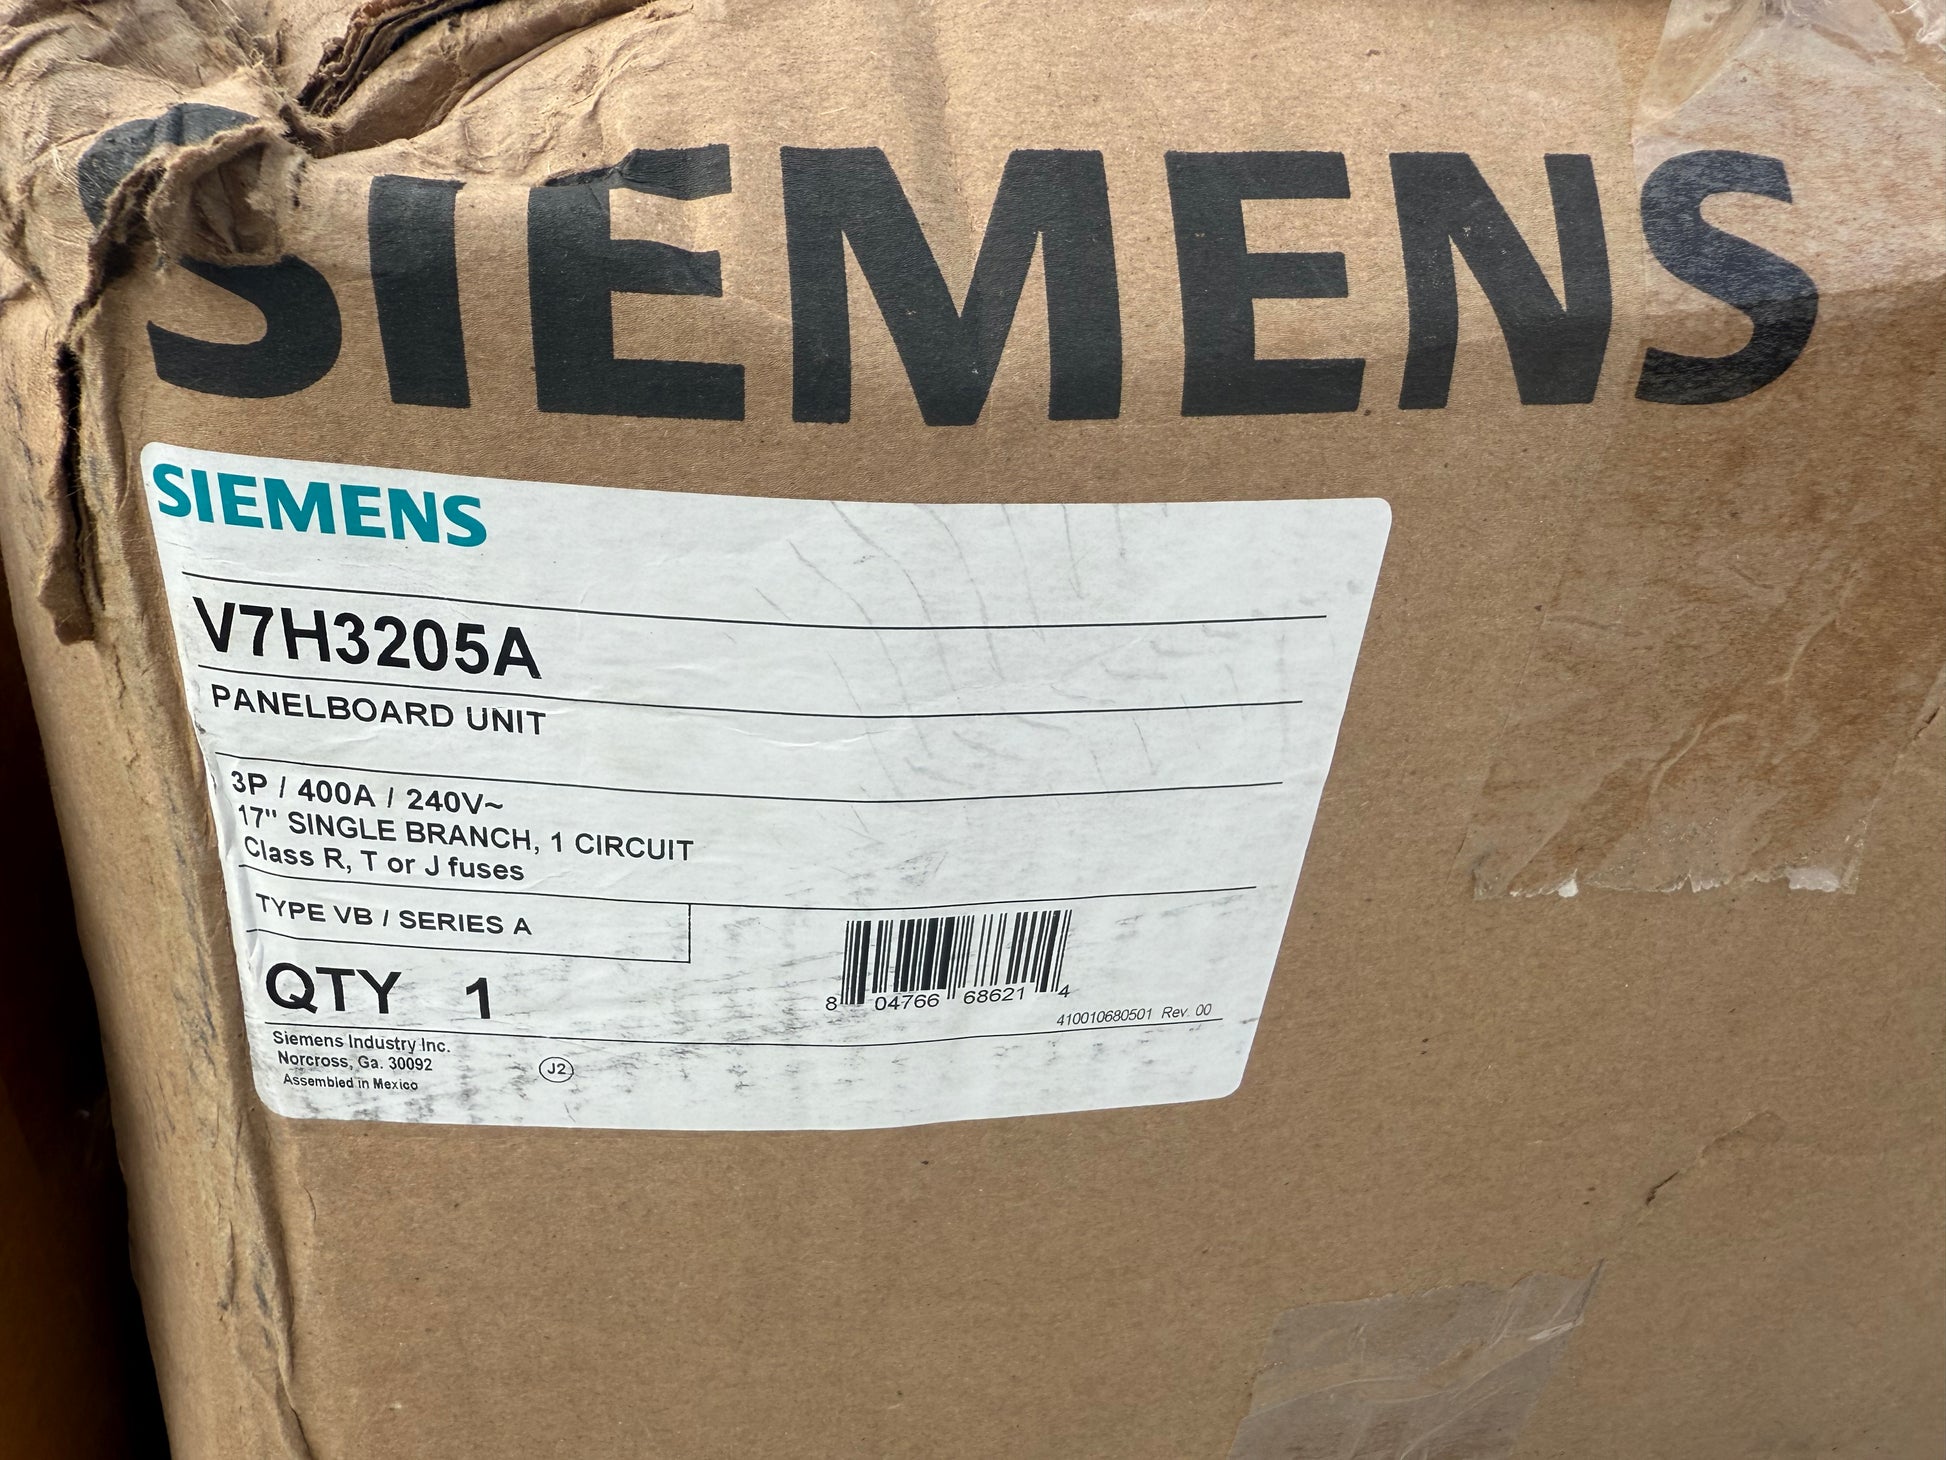 SIEMENS
SIEMENS
V7H3205A
PANELBOARD UNIT
3P / 400A / 240V~
17" SINGLE BRANCH, 1 CIRCUIT
Class R, T or J fuses
TYPE VB / SERIES A
QTY 1
8 04766 68621 4
410010680501 Rev. 00
Siemens Industry Inc.
Norcross, Ga. 30092
Assembled in Mexico
J2